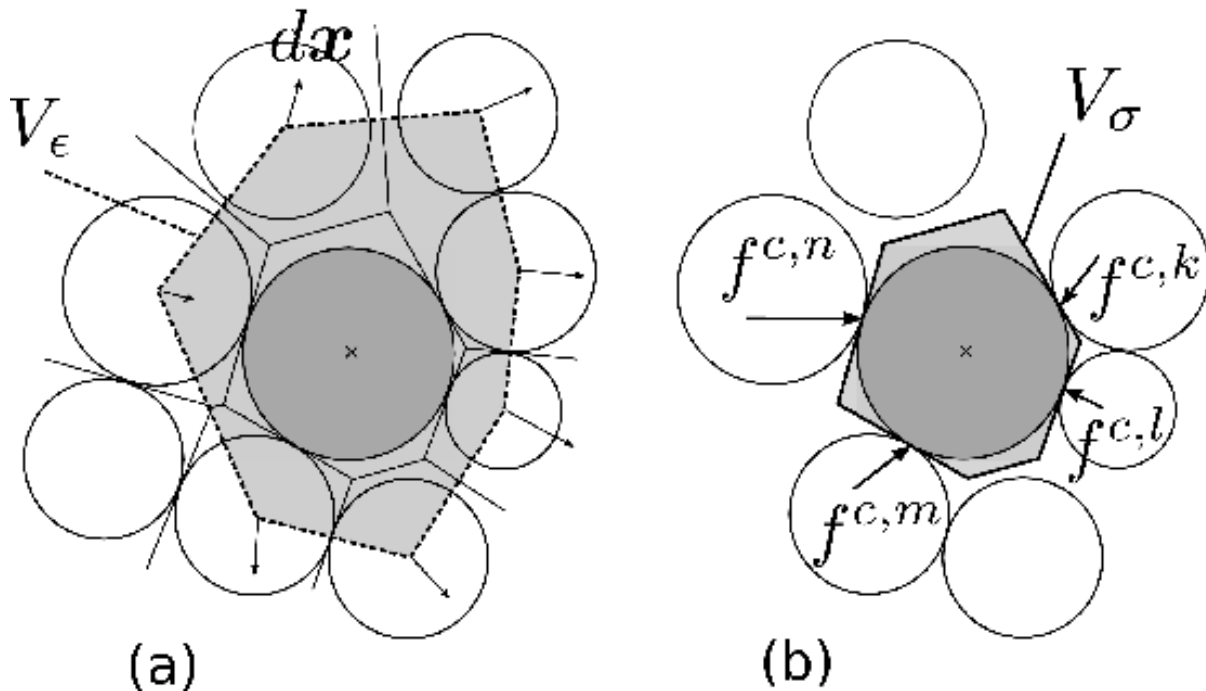 dx
V_ϵ
(a)
V_σ
f^{c,n}
f^{c,k}
f^{c,l}
f^{c,m}
(b)